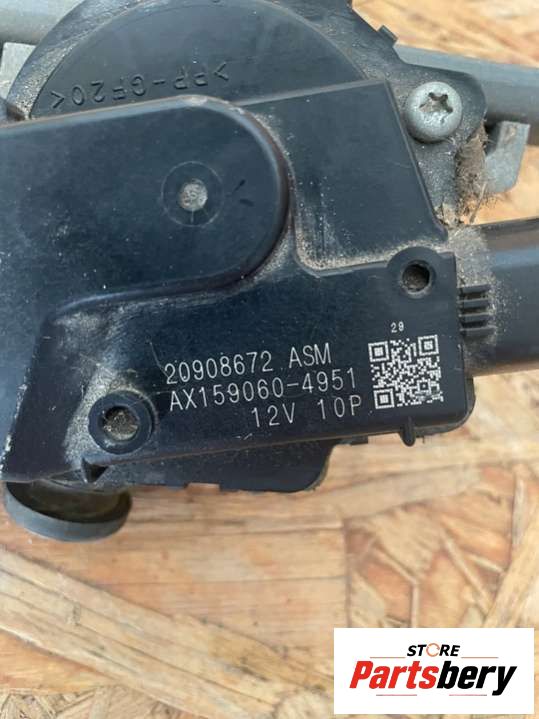 >PP-GF20<
29
20908672 ASM
AX159060-4951
12V 10P
STORE
Partsbery